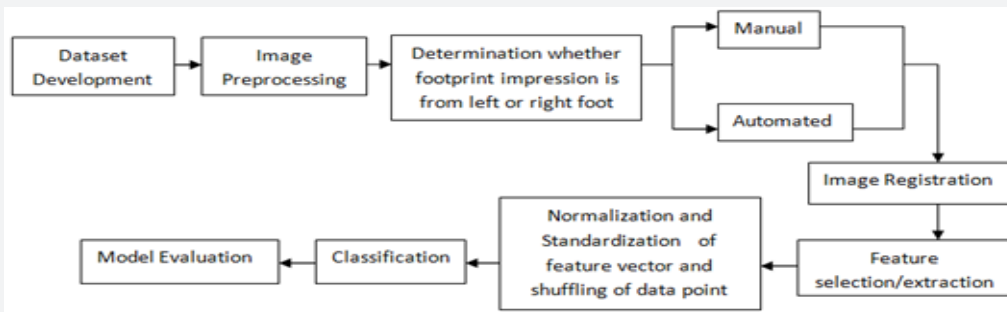 Dataset
Development
Image
Preprocessing
Determination whether
footprint impression is
from left or right foot
Manual
Automated
Image Registration
Feature
selection/extraction
Normalization and
Standardization of
feature vector and
shuffling of data point
Classification
Model Evaluation